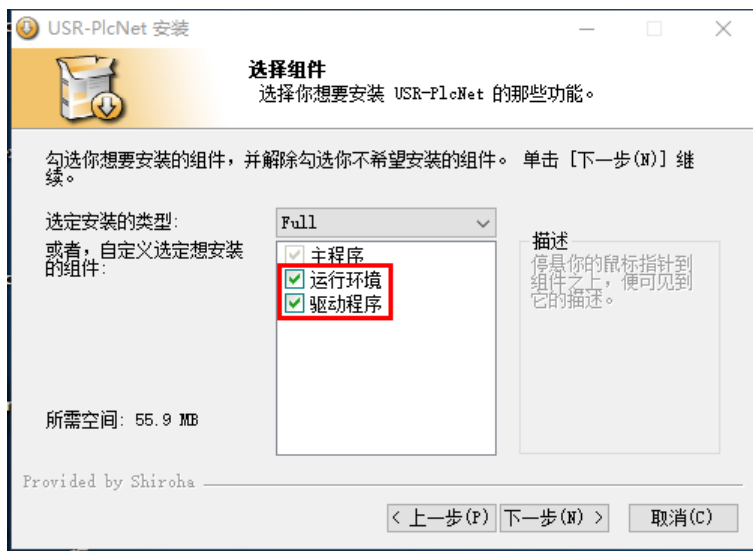 USR-PlcNet 安装
选择组件
选择你想要安装 USR-PlcNet 的那些功能。
勾选你想要安装的组件，并解除勾选你不希望安装的组件。 单击 [下一步(N)] 继
续。
选定安装的类型:
Full
或者，自定义选定想安装
的组件:
主程序
运行环境
驱动程序
描述
停悬你的鼠标指针到
组件之上，便可见到
它的描述。
所需空间: 55.9 MB
Provided by Shiroha
< 上一步(P)
下一步(N) >
取消(C)